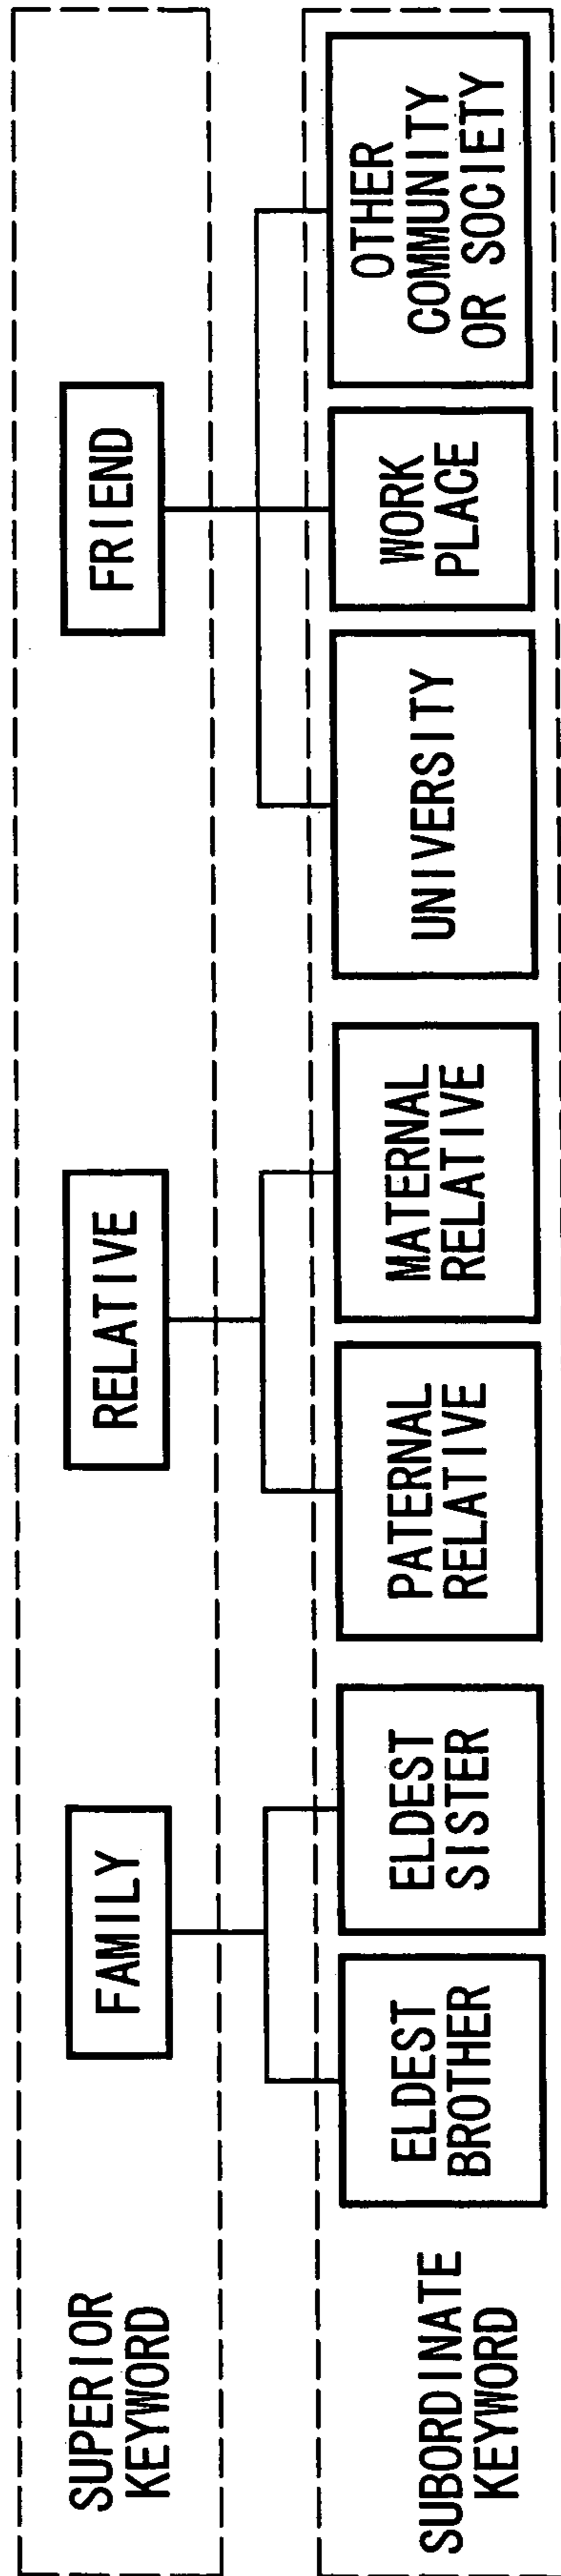 SUPERIOR
KEYWORD
FAMILY
RELATIVE
FRIEND
SUBORDINATE
KEYWORD
ELDEST
BROTHER
ELDEST
SISTER
PATERNAL
RELATIVE
MATERNAL
RELATIVE
UNIVERSITY
WORK
PLACE
OTHER
COMMUNITY
OR SOCIETY